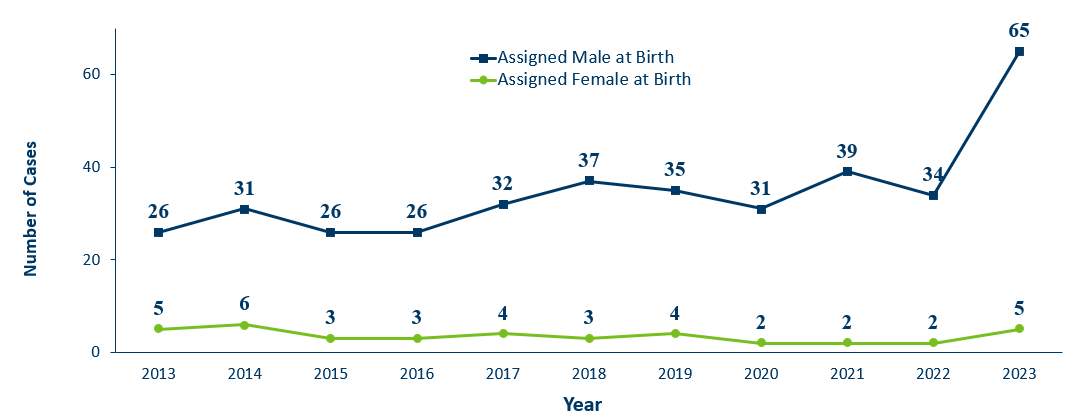 65
Assigned Male at Birth
Assigned Female at Birth
60
40
20
0
Number of Cases
26 31 26 26 32 37 35 31 39 34
5 6 3 3 4 3 4 2 2 2 5
2013 2014 2015 2016 2017 2018 2019 2020 2021 2022 2023
Year